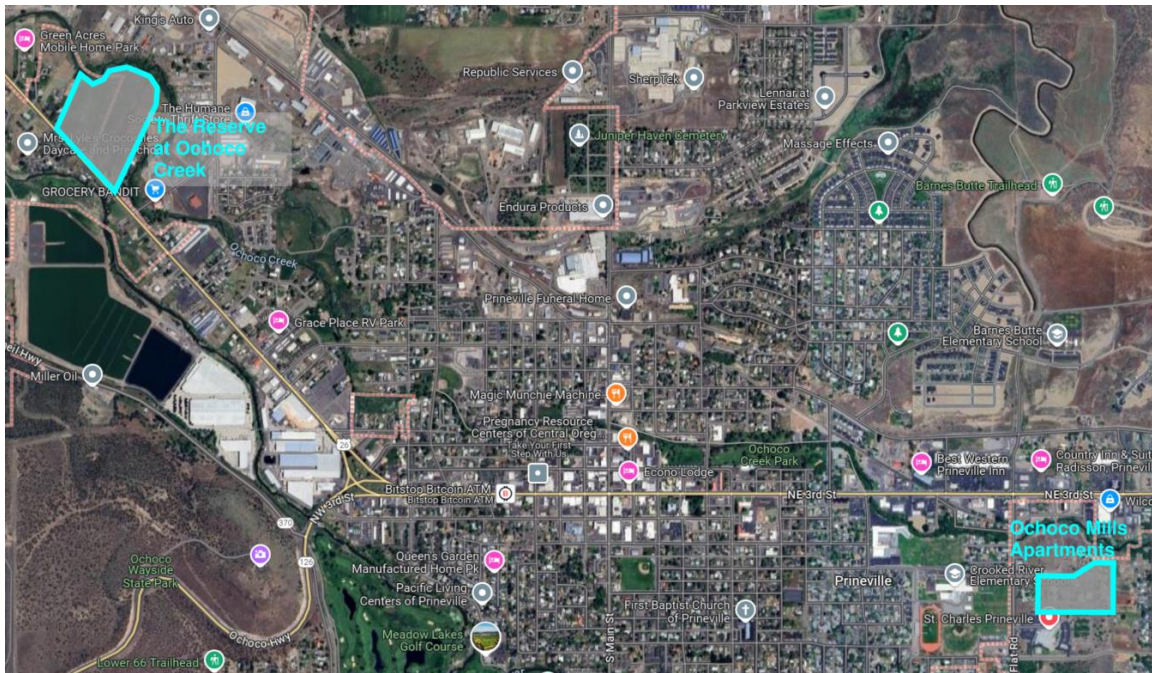 King's Auto
Green Acres
Mobile Home Park
Republic Services
SherpTek
Lennar at
Parkview Estates
The Humane
Society Thrift Store
The Reserve
at Ochoco
Creek
Juniper Haven Cemetery
Massage Effects
Barnes Butte Trailhead
GROCERY BANDIT
Endura Products
Ochoco Creek
Prineville Funeral Home
Grace Place RV Park
Barnes Butte
Elementary School
Miller Oil
Magic Munchie Machine
Pregnancy Resource
Centers of Central Oreg...
Take Your First
Step With Us
26
Ochoco
Creek Park
Best Western
Prineville Inn
Country Inn & Suit
Radisson, Prinevil
Econo Lodge
Bitstop Bitcoin ATM
Bitstop Bitcoin ATM
NE 3rd St
NE 3rd St
Wilco
NW 3rd St
370
Ochoco Mills
Apartments
Ochoco
Wayside
State Park
126
Queen's Garden
Manufactured Home Pk
Prineville
Crooked River
Elementary S
Pacific Living
Centers of Prineville
First Baptist Church
of Prineville
St. Charles Prineville
Meadow Lakes
Golf Course
Ochoco Hwy
S Main St
Flat Rd
Lower 66 Trailhead